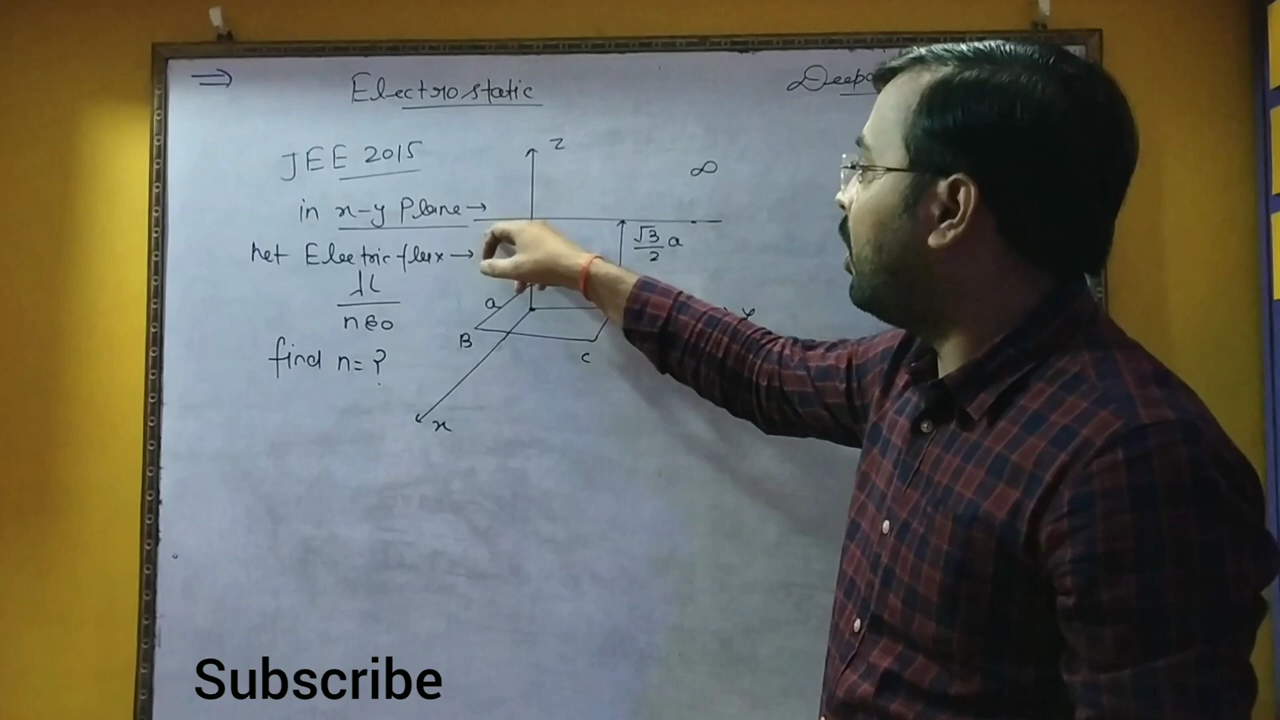 ⇒ Electrostatic
JEE 2015
z
∞
in x-y Plane →
√3/2 a
net Electric flux →
λL/nε0
a
B
C
find n= ?
x
Subscribe